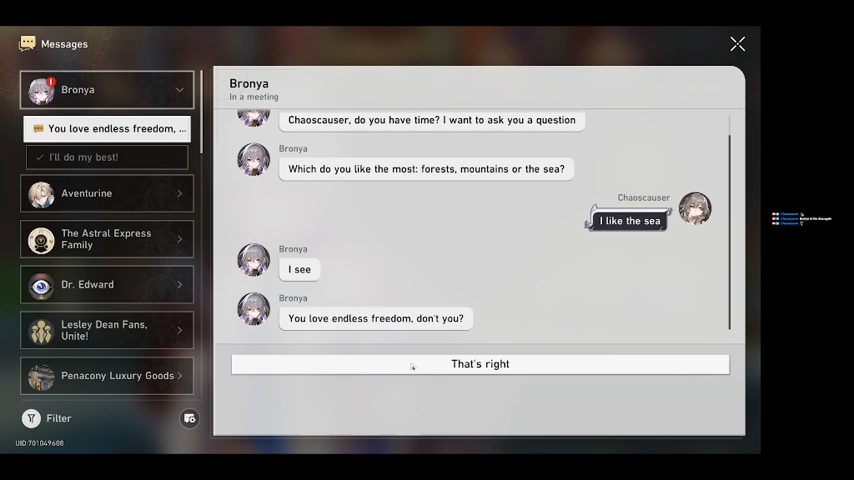 Messages
Bronya
You love endless freedom, ...
I'll do my best!
Aventurine
The Astral Express
Family
Dr. Edward
Lesley Dean Fans,
Unite!
Penacony Luxury Goods
Filter
UID:701049608
Bronya
In a meeting
Chaoscauser, do you have time? I want to ask you a question
Bronya
Which do you like the most: forests, mountains or the sea?
Chaoscauser
I like the sea
Bronya
I see
Bronya
You love endless freedom, don't you?
That's right